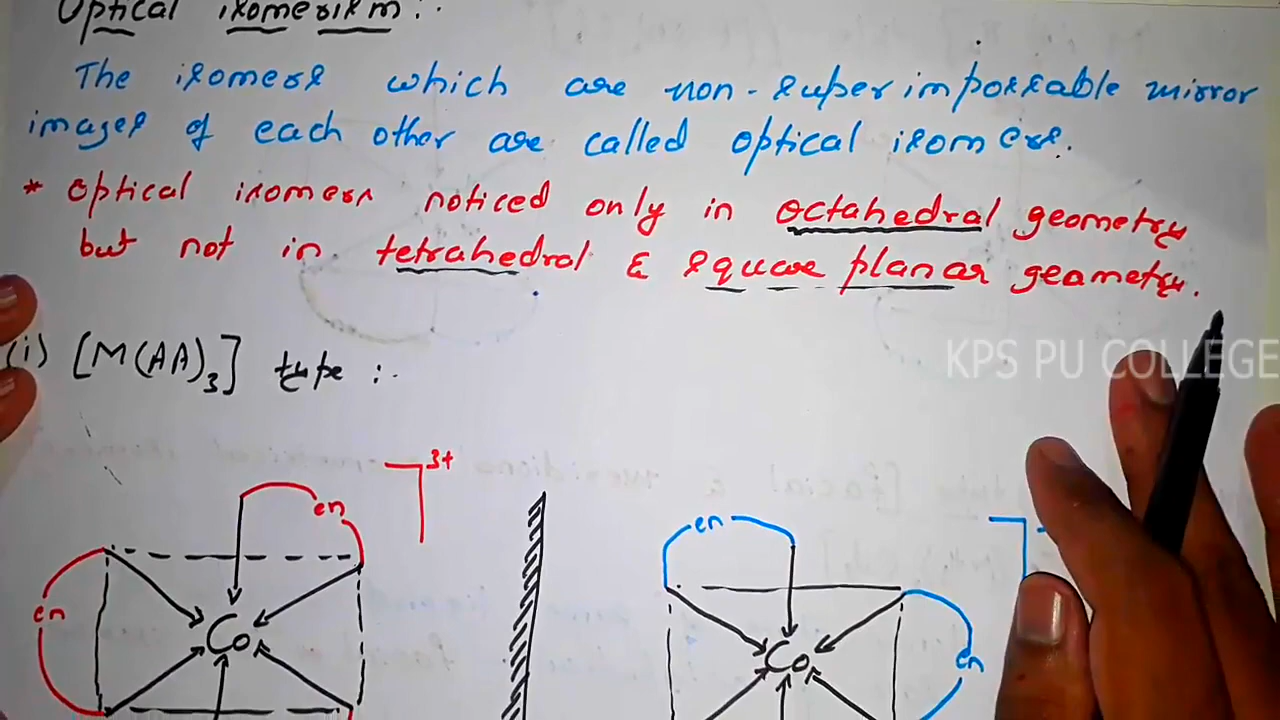 Optical isomerism :.
The isomers which are non-superimpossable mirror
images of each other are called optical isomers.
* Optical isomers noticed only in octahedral geometry
but not in tetrahedral & square planar geometry.
(i) [M(AA)3] type :.
KPS PU COLLEGE
3+
en
en
en
en
Co
Co